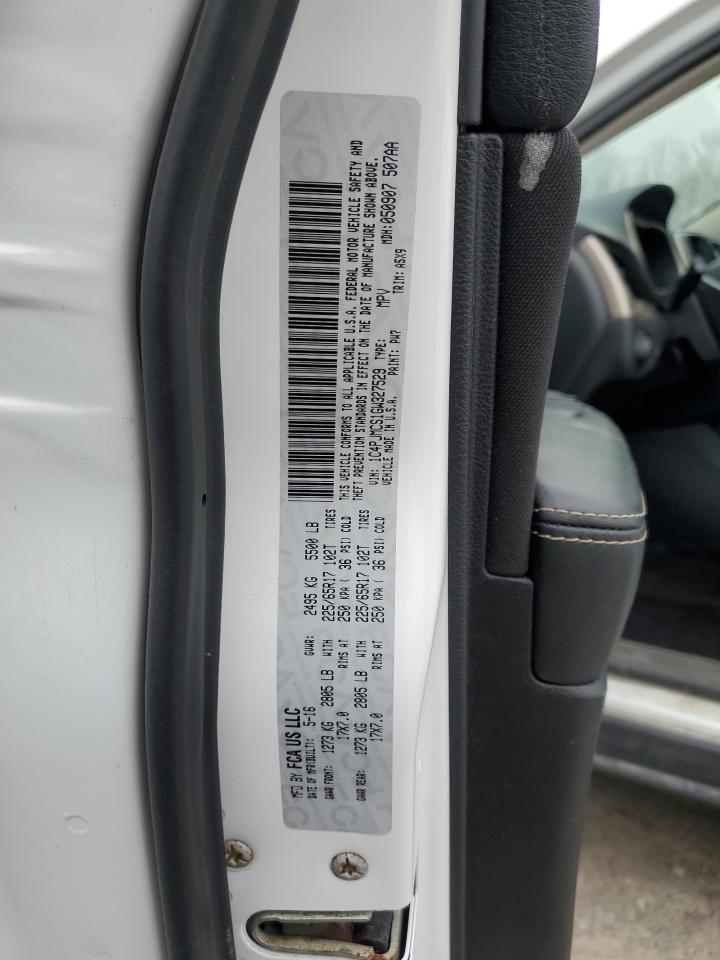 MFD BY FCA US LLC
DATE OF MFR(BUILT): 5-16 GVWR: 2495 KG 5500 LB
GAWR FRONT: 1273 KG 2805 LB WITH 225/65R17 102T TIRES
17X7.0 RIMS AT 250 KPA ( 36 PSI) COLD
GAWR REAR: 1273 KG 2805 LB WITH 225/65R17 102T TIRES
17X7.0 RIMS AT 250 KPA ( 36 PSI) COLD
THIS VEHICLE CONFORMS TO ALL APPLICABLE U.S.A. FEDERAL MOTOR VEHICLE SAFETY AND
THEFT PREVENTION STANDARDS IN EFFECT ON THE DATE OF MANUFACTURE SHOWN ABOVE.
VIN: 1C4PJMCS1GW327529 TYPE: MPV MDH:050907 507AA
VEHICLE MADE IN U.S.A. PAINT: PW7 TRIM: A5X9